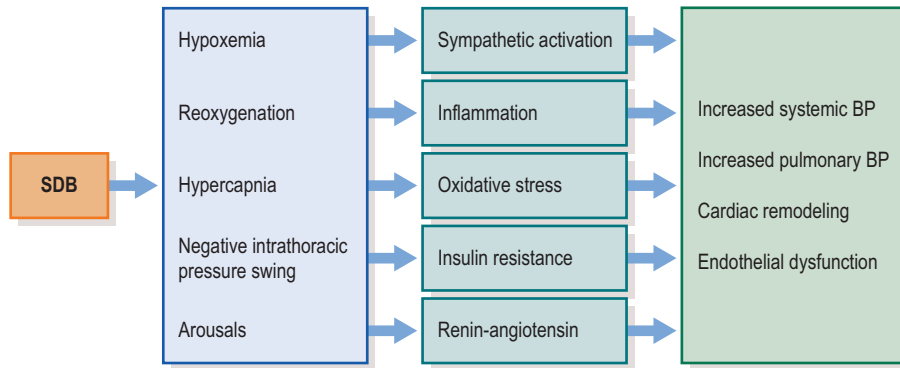 SDB
Hypoxemia
Reoxygenation
Hypercapnia
Negative intrathoracic
pressure swing
Arousals
Sympathetic activation
Inflammation
Oxidative stress
Insulin resistance
Renin-angiotensin
Increased systemic BP
Increased pulmonary BP
Cardiac remodeling
Endothelial dysfunction